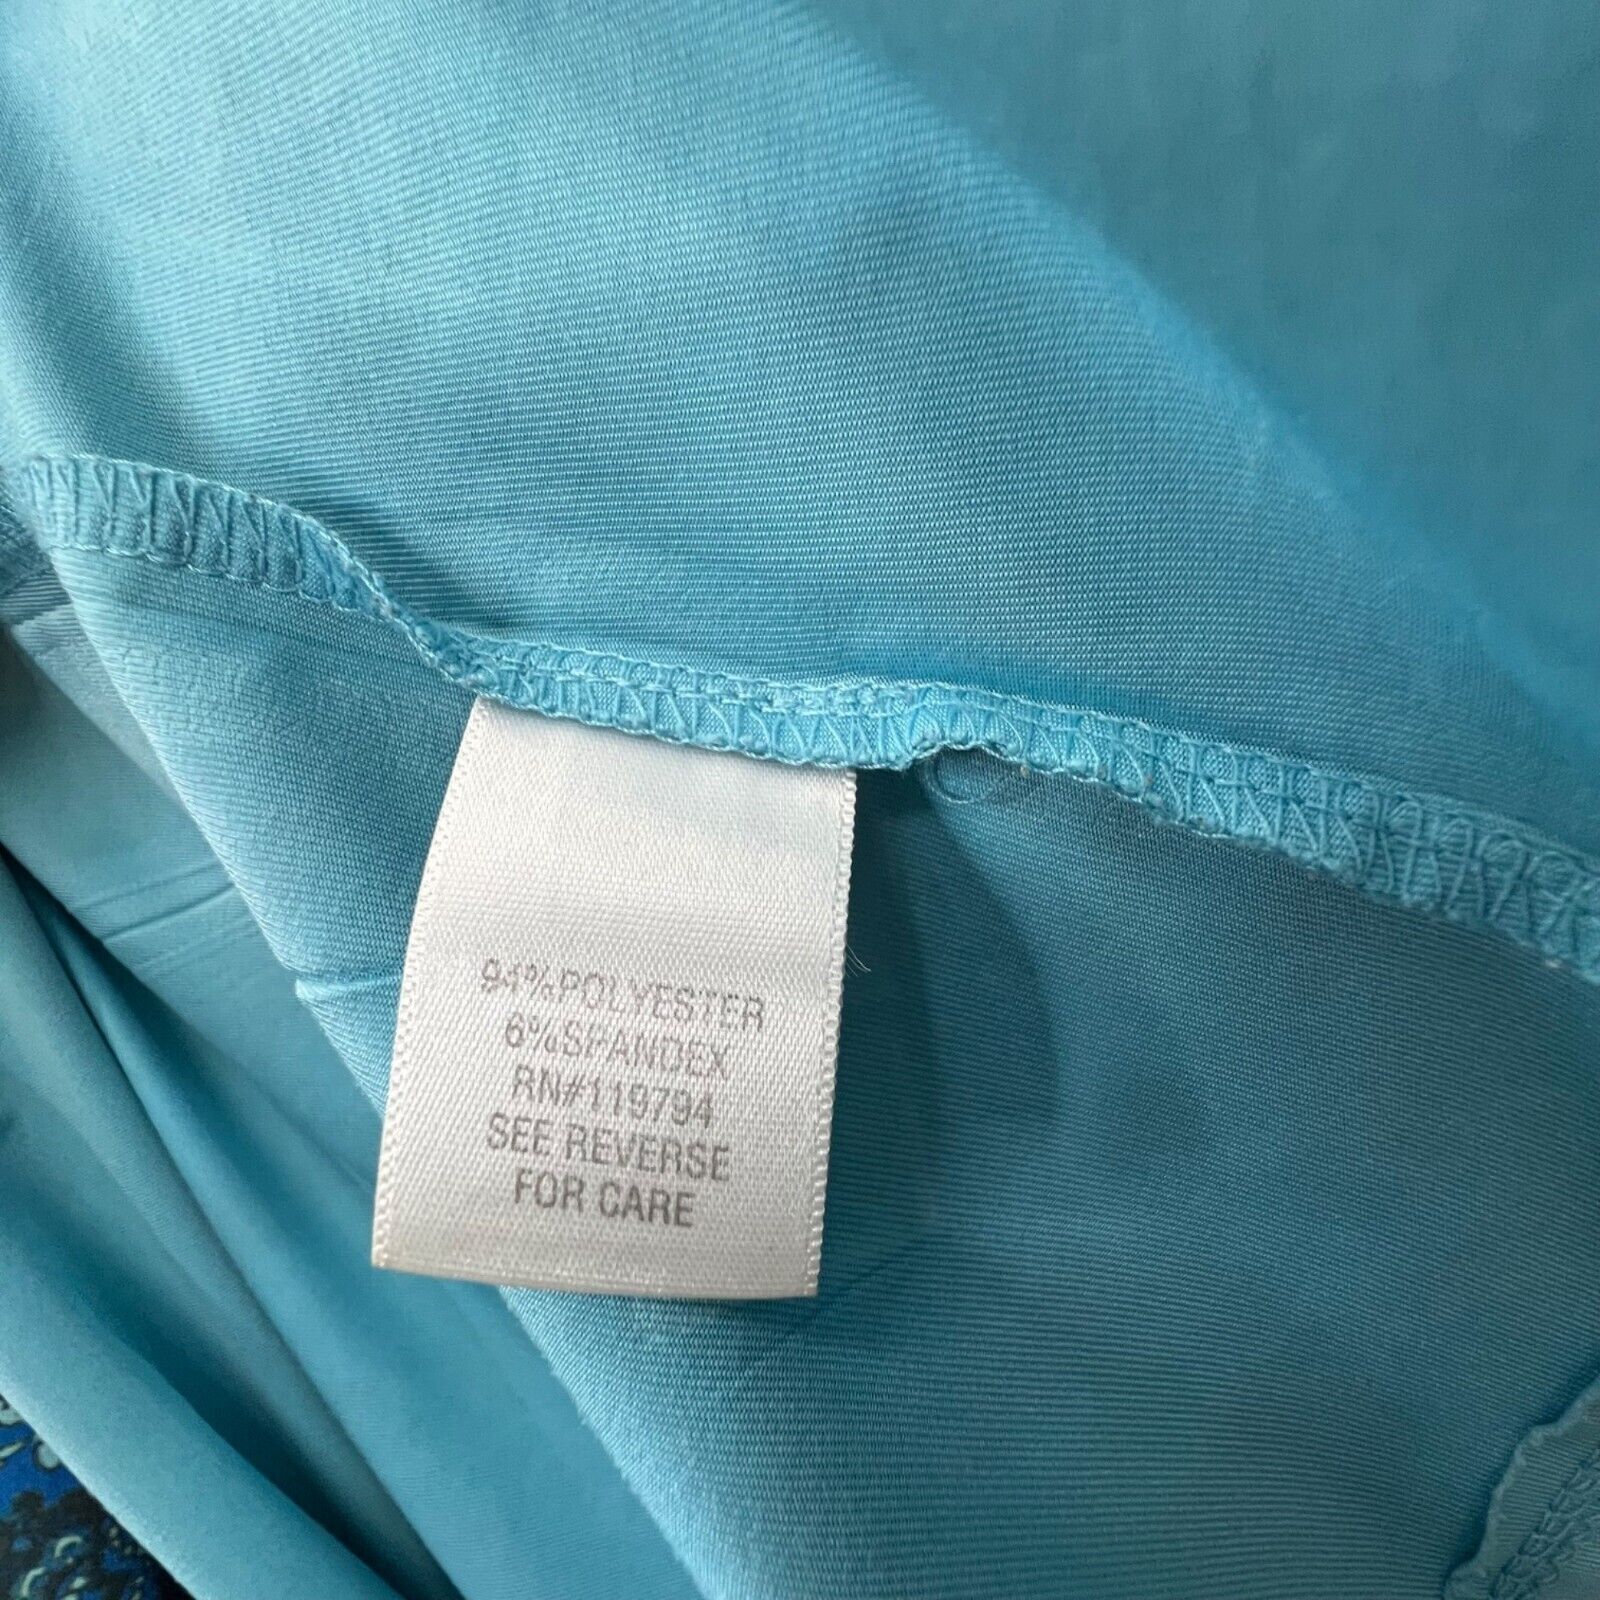 94%POLYESTER
6%SPANDEX
RN#119794
SEE REVERSE
FOR CARE